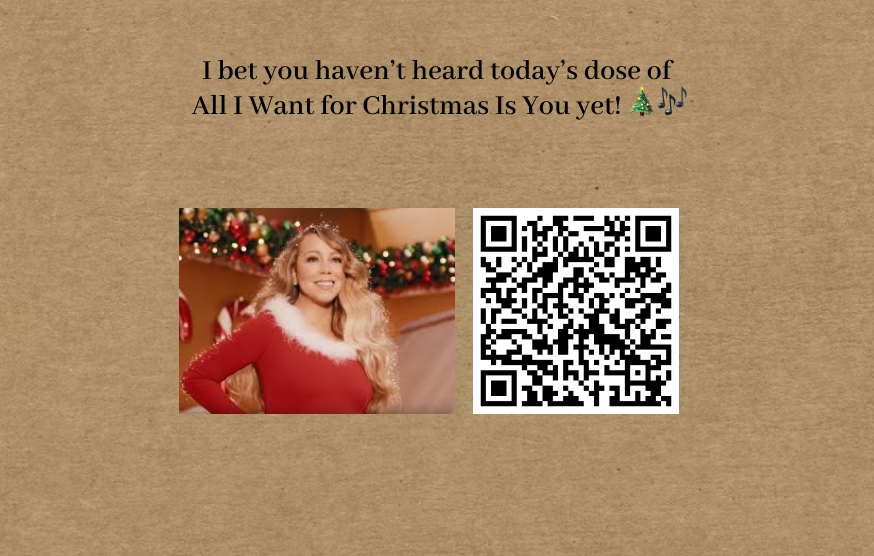 I bet you haven’t heard today’s dose of
All I Want for Christmas Is You yet! 🎄🎶